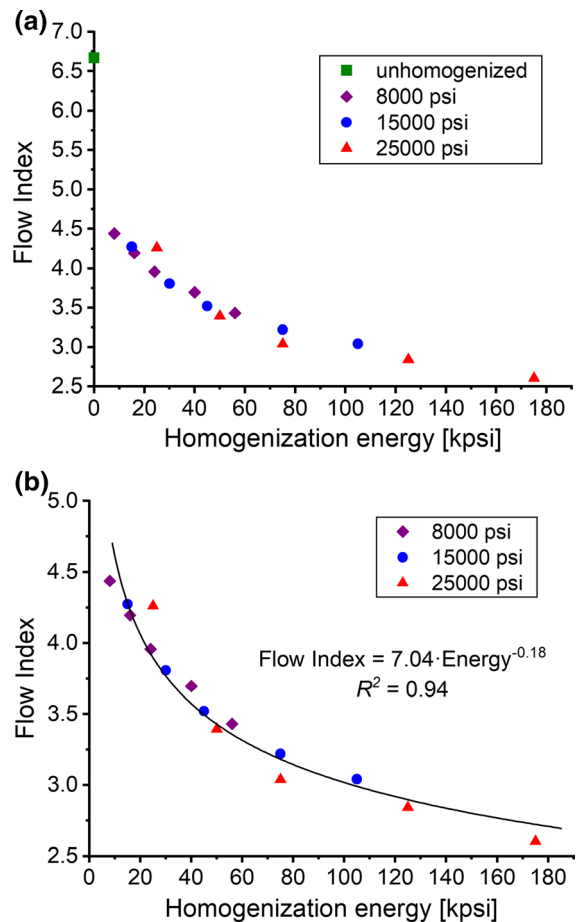 (a)
7.0
6.5
6.0
5.5
5.0
4.5
4.0
3.5
3.0
2.5
Flow Index
unhomogenized
8000 psi
15000 psi
25000 psi
0 20 40 60 80 100 120 140 160 180
Homogenization energy [kpsi]
(b)
5.0
4.5
4.0
3.5
3.0
2.5
Flow Index
8000 psi
15000 psi
25000 psi
Flow Index = 7.04·Energy^-0.18
R² = 0.94
0 20 40 60 80 100 120 140 160 180
Homogenization energy [kpsi]